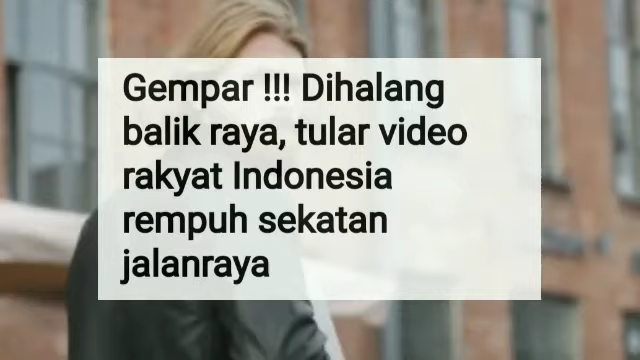 Gempar !!! Dihalang
balik raya, tular video
rakyat Indonesia
rempuh sekatan
jalanraya